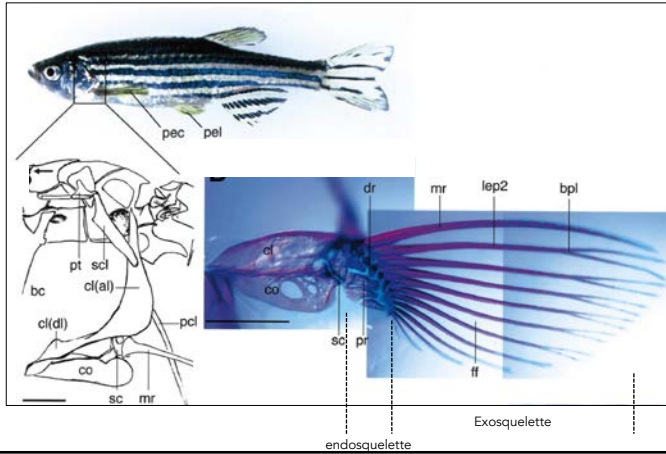 pec
pel
dr
mr
lep2
bpl
pt
scl
cl
bc
cl(al)
co
cl(dl)
pcl
co
sc
pr
ff
sc
mr
Exosquelette
endosquelette